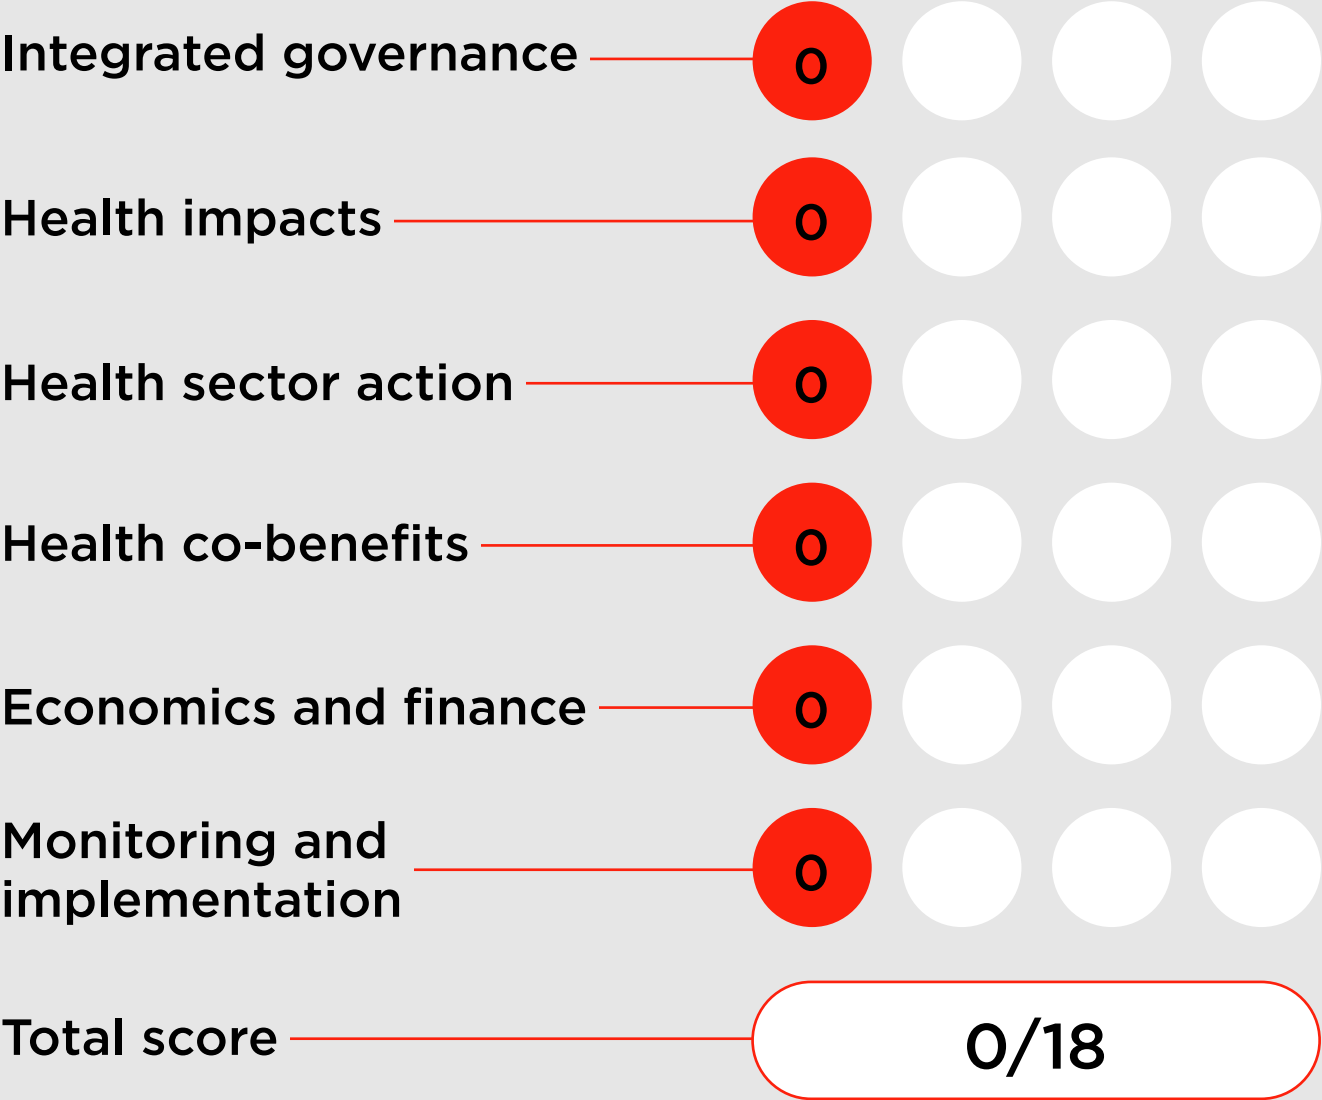 Integrated governance 0
Health impacts 0
Health sector action 0
Health co-benefits 0
Economics and finance 0
Monitoring and
implementation 0
Total score 0/18